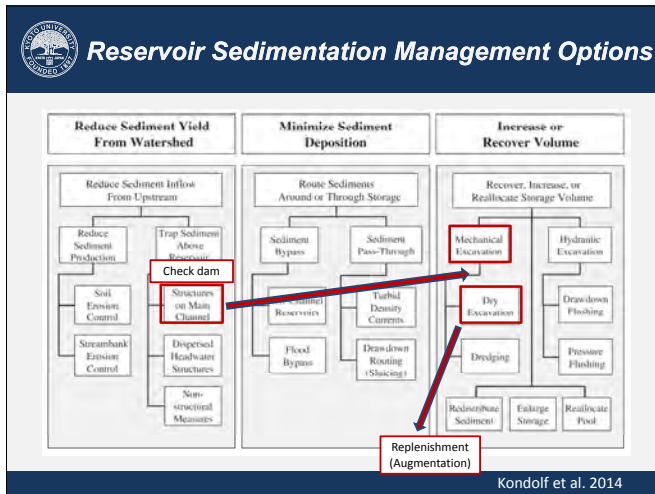 KYOTO UNIVERSITY
FOUNDED 1897
Reservoir Sedimentation Management Options
Reduce Sediment Yield
From Watershed
Minimize Sediment
Deposition
Increase or
Recover Volume
Reduce Sediment Inflow
From Upstream
Route Sediments
Around or Through Storage
Recover, Increase, or
Reallocate Storage Volume
Reduce
Sediment
Production
Trap Sediment
Above
Reservoir
Check dam
Soil
Erosion
Control
Structures
on Main
Channel
Streambank
Erosion
Control
Dispersed
Headwater
Structures
Non-
structural
Measures
Sediment
Bypass
Sediment
Pass-Through
Channel
Reservoirs
Turbid
Density
Currents
Flood
Bypass
Drawdown
Routing
(Sluicing)
Mechanical
Excavation
Hydraulic
Excavation
Dry
Excavation
Drawdown
Flushing
Dredging
Pressure
Flushing
Redistribute
Sediment
Enlarge
Storage
Reallocate
Pool
Replenishment
(Augmentation)
Kondolf et al. 2014